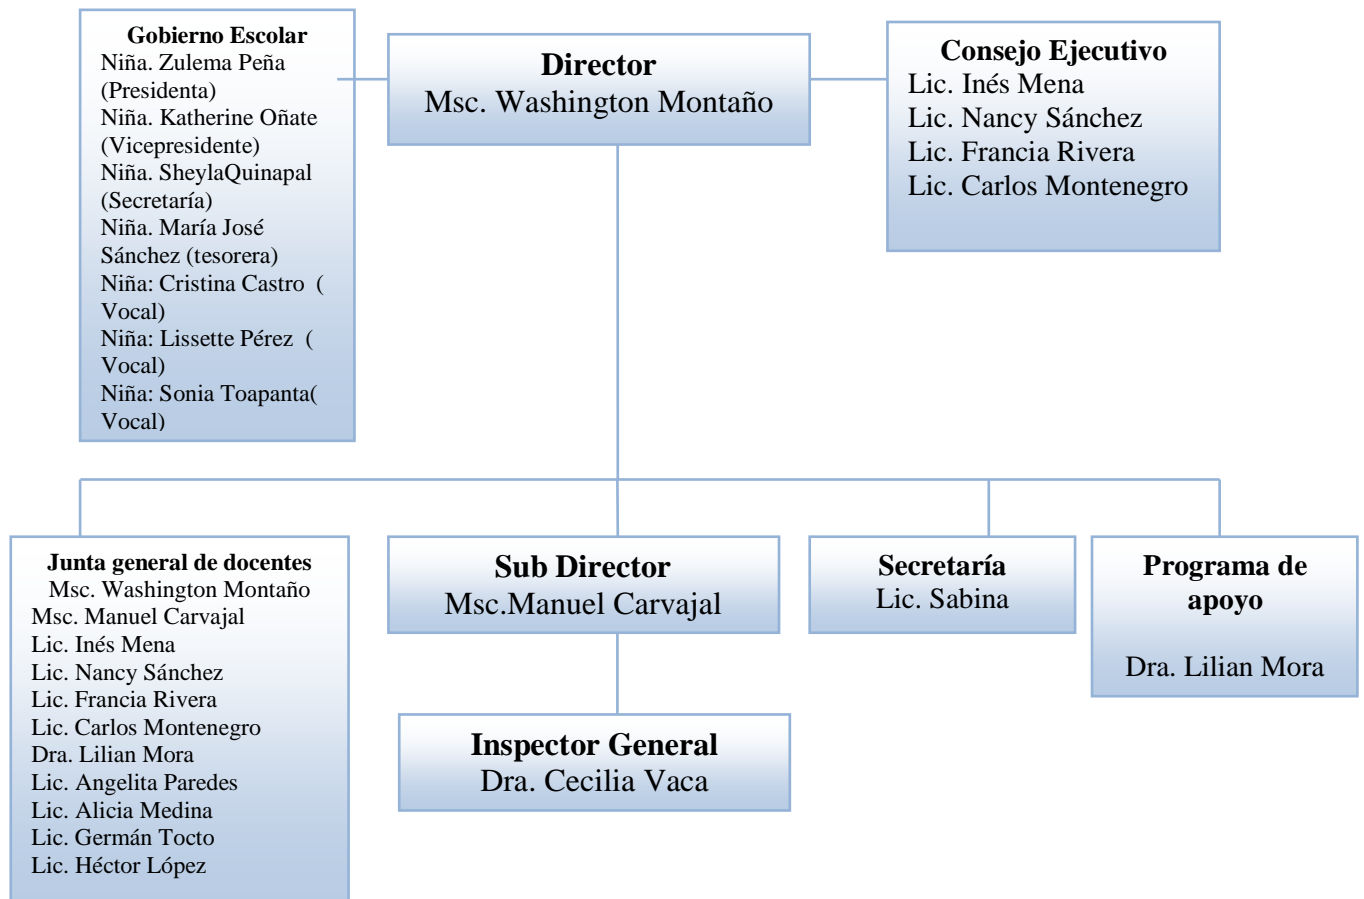 Gobierno Escolar
Niña. Zulema Peña
(Presidenta)
Niña. Katherine Oñate
(Vicepresidente)
Niña. SheylaQuinapal
(Secretaría)
Niña. María José
Sánchez (tesorera)
Niña: Cristina Castro  (
Vocal)
Niña: Lissette Pérez  (
Vocal)
Niña: Sonia Toapanta(
Vocal)
Director
Msc. Washington Montaño
Consejo Ejecutivo
Lic. Inés Mena
Lic. Nancy Sánchez
Lic. Francia Rivera
Lic. Carlos Montenegro
Junta general de docentes
Msc. Washington Montaño
Msc. Manuel Carvajal
Lic. Inés Mena
Lic. Nancy Sánchez
Lic. Francia Rivera
Lic. Carlos Montenegro
Dra. Lilian Mora
Lic. Angelita Paredes
Lic. Alicia Medina
Lic. Germán Tocto
Lic. Héctor López
Sub Director
Msc.Manuel Carvajal
Secretaría
Lic. Sabina
Programa de
apoyo
Dra. Lilian Mora
Inspector General
Dra. Cecilia Vaca